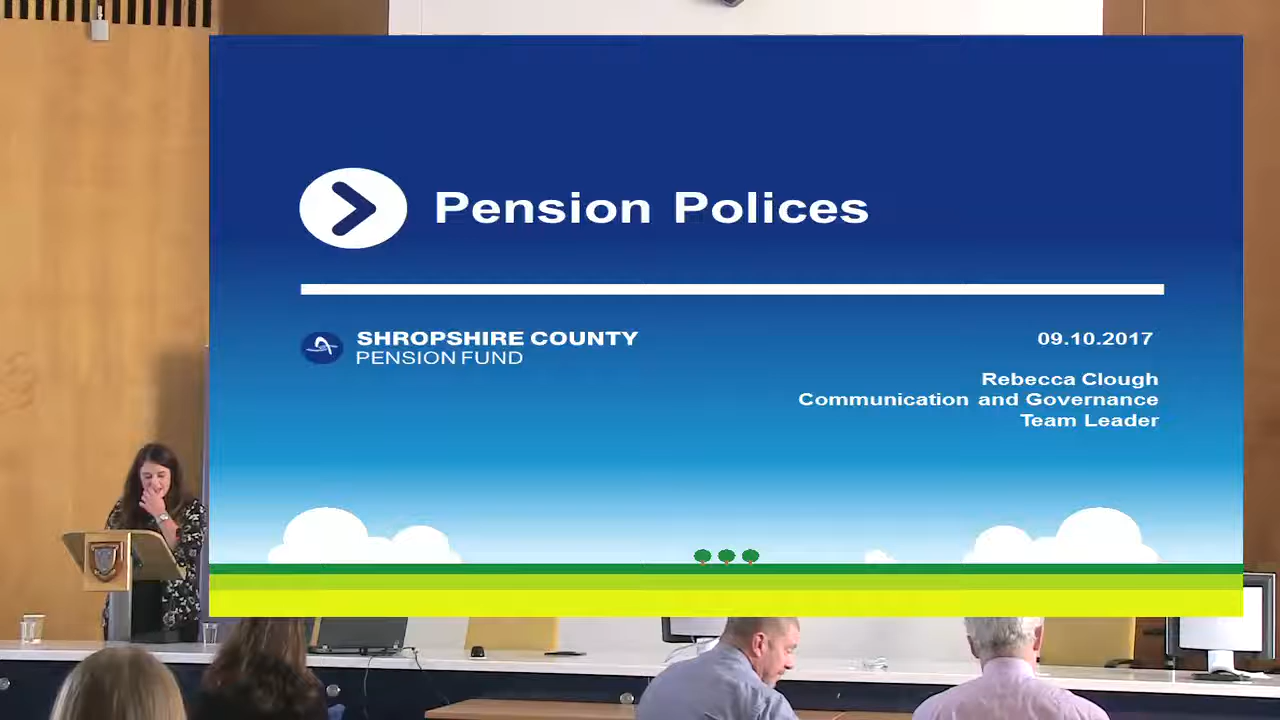 Pension Polices
SHROPSHIRE COUNTY
PENSION FUND
09.10.2017
Rebecca Clough
Communication and Governance
Team Leader